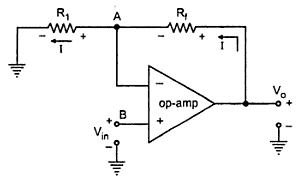 R1 A Rf
− + − +
I I
−
op-amp
B
+ +
Vin
−
Vo
+
−